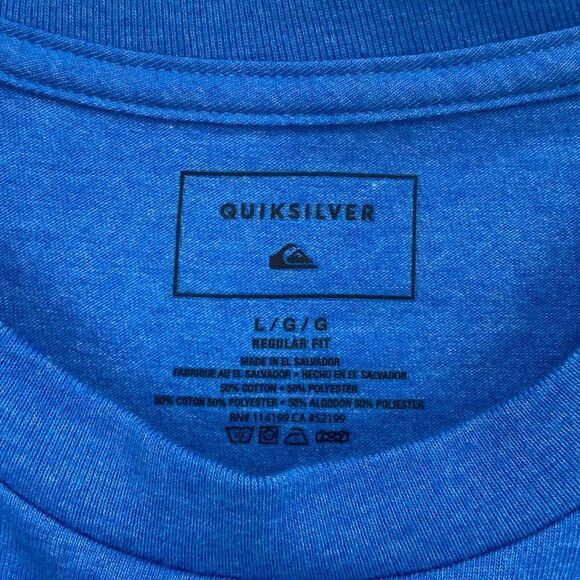 QUIKSILVER
L / G / G
REGULAR FIT
MADE IN EL SALVADOR
FABRIQUE AU EL SALVADOR • HECHO EN EL SALVADOR
50% COTTON • 50% POLYESTER
50% COTON 50% POLYESTER • 50% ALGODON 50% POLYESTER
RN# 114199 CA #52199